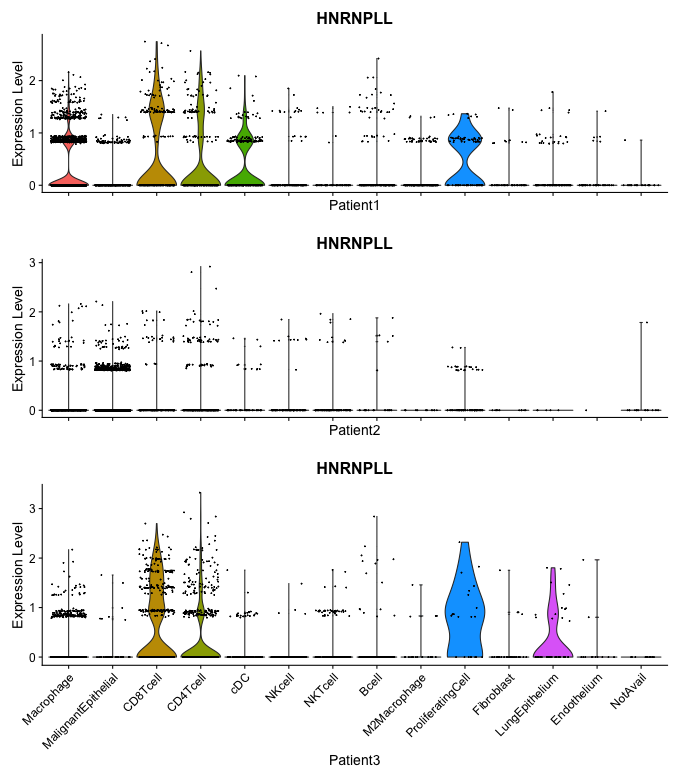 HNRNPLL
Expression Level
2
1
0
Patient1
HNRNPLL
Expression Level
3
2
1
0
Patient2
HNRNPLL
Expression Level
3
2
1
0
Macrophage
MalignantEpithelial
CD8Tcell
CD4Tcell
cDC
NKcell
NKTcell
Bcell
M2Macrophage
ProliferatingCell
Fibroblast
LungEpithelium
Endothelium
NotAvail
Patient3